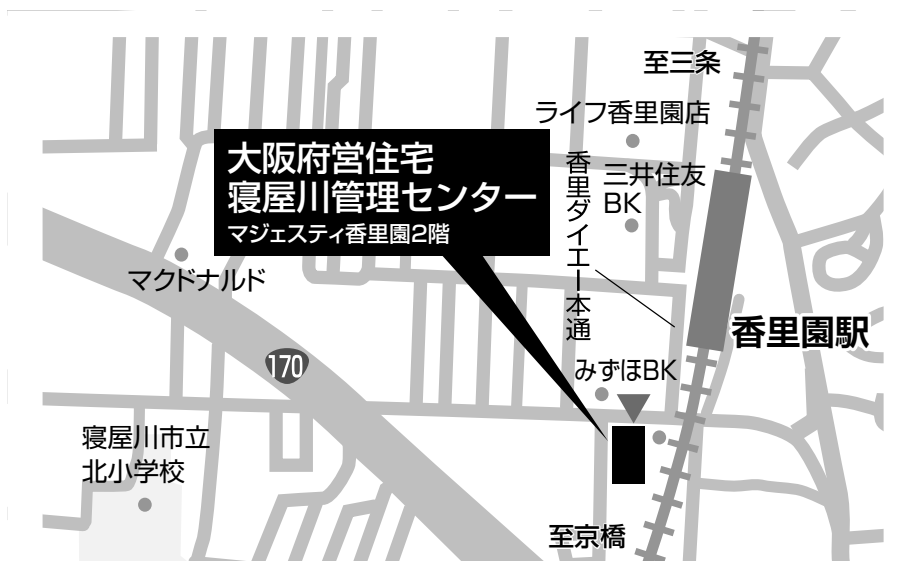 至三条
ライフ香里園店
大阪府営住宅
寝屋川管理センター
マジェスティ香里園2階
香里ダイエー本通
三井住友
BK
マクドナルド
香里園駅
170
みずほBK
寝屋川市立
北小学校
至京橋